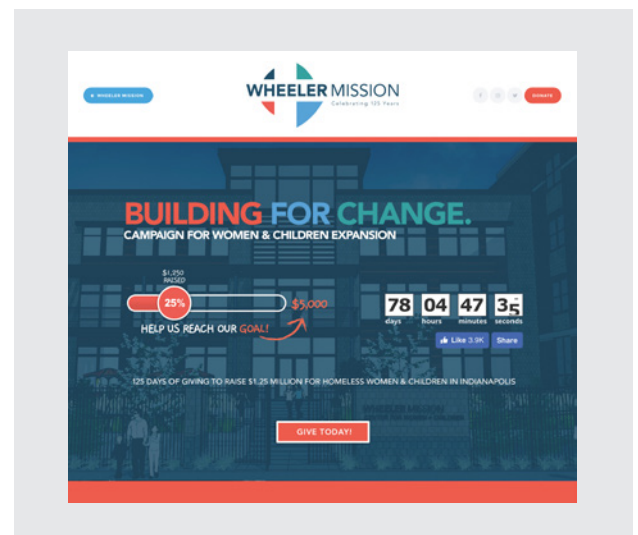 WHEELER MISSION
WHEELER MISSION
Celebrating 125 Years
DONATE
BUILDING FOR CHANGE.
CAMPAIGN FOR WOMEN & CHILDREN EXPANSION
$1,250
RAISED
25%
$5,000
HELP US REACH OUR GOAL!
78 04 47 35
days hours minutes seconds
Like 3.9K Share
125 DAYS OF GIVING TO RAISE $1.25 MILLION FOR HOMELESS WOMEN & CHILDREN IN INDIANAPOLIS
WHEELER MISSION
GIVE TODAY!